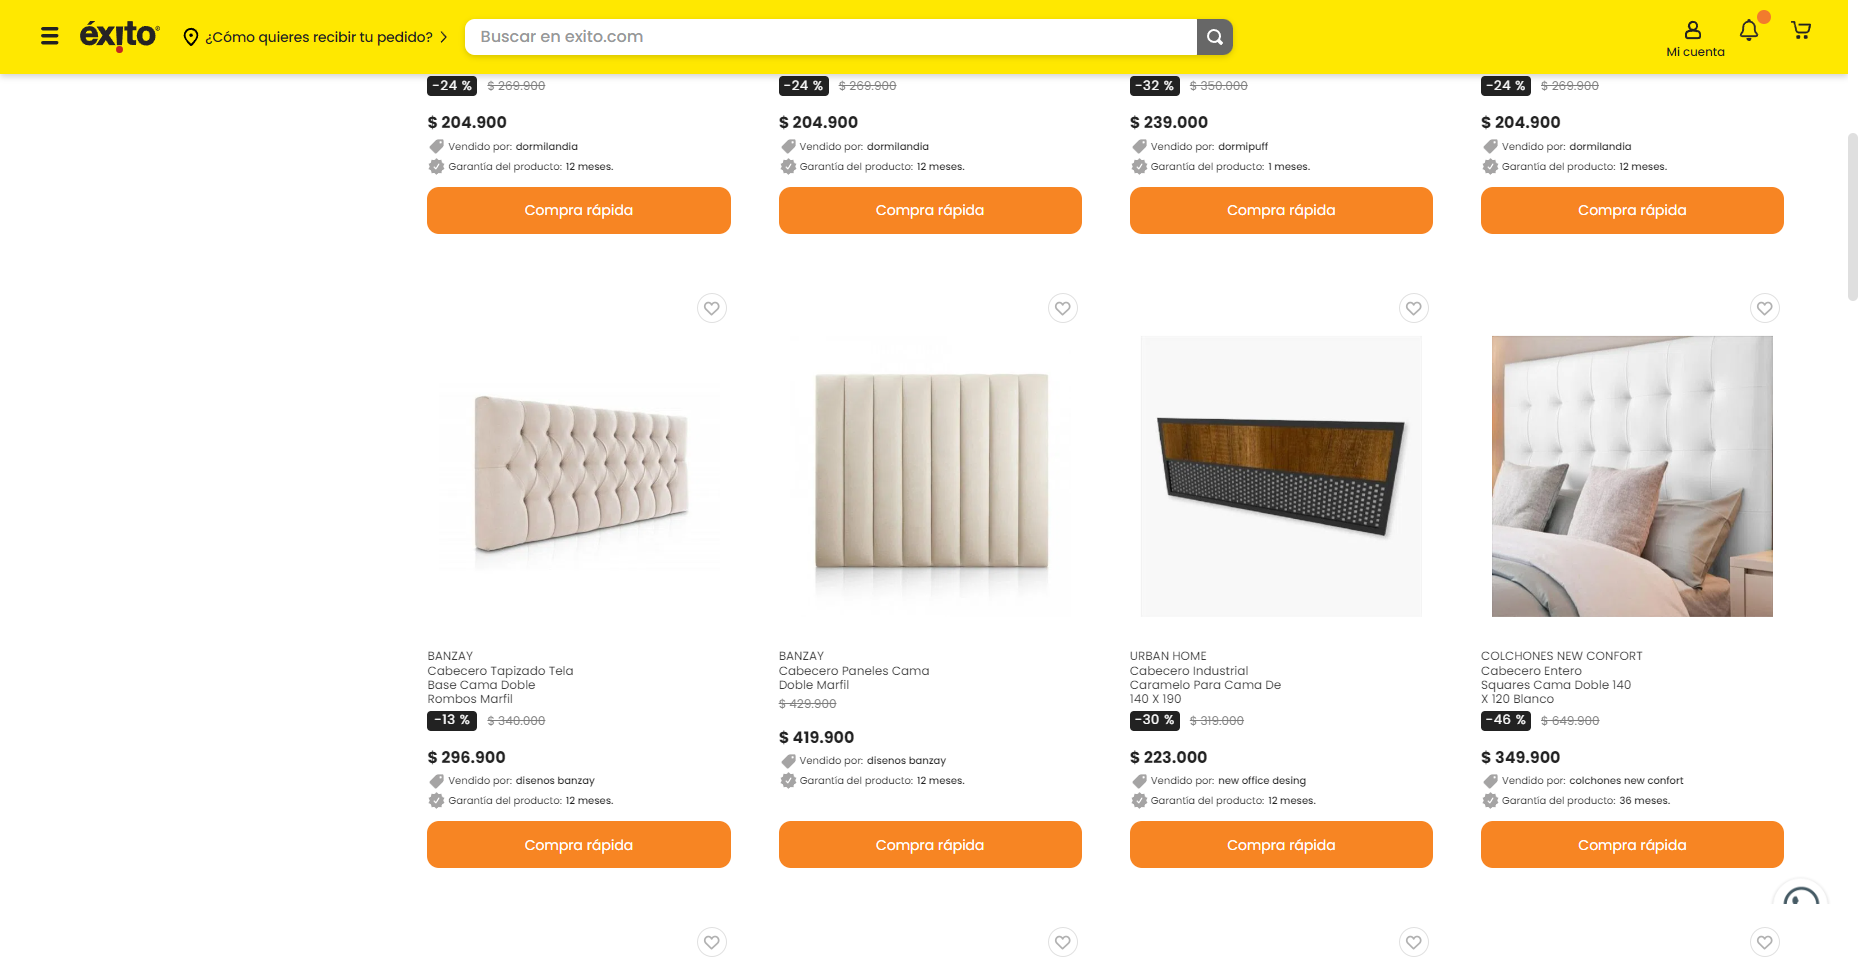 éxito
¿Cómo quieres recibir tu pedido?
Buscar en exito.com
Mi cuenta
-24 % $ 269.900
$ 204.900
Vendido por: dormilandia
Garantía del producto: 12 meses.
Compra rápida
-24 % $ 269.900
$ 204.900
Vendido por: dormilandia
Garantía del producto: 12 meses.
Compra rápida
-32 % $ 350.000
$ 239.000
Vendido por: dormipuff
Garantía del producto: 1 meses.
Compra rápida
-24 % $ 269.900
$ 204.900
Vendido por: dormilandia
Garantía del producto: 12 meses.
Compra rápida
BANZAY
Cabecero Tapizado Tela
Base Cama Doble
Rombos Marfil
-13 % $ 340.000
$ 296.900
Vendido por: disenos banzay
Garantía del producto: 12 meses.
Compra rápida
BANZAY
Cabecero Paneles Cama
Doble Marfil
$ 429.900
$ 419.900
Vendido por: disenos banzay
Garantía del producto: 12 meses.
Compra rápida
URBAN HOME
Cabecero Industrial
Caramelo Para Cama De
140 X 190
-30 % $ 319.000
$ 223.000
Vendido por: new office desing
Garantía del producto: 12 meses.
Compra rápida
COLCHONES NEW CONFORT
Cabecero Entero
Squares Cama Doble 140
X 120 Blanco
-46 % $ 649.900
$ 349.900
Vendido por: colchones new confort
Garantía del producto: 36 meses.
Compra rápida